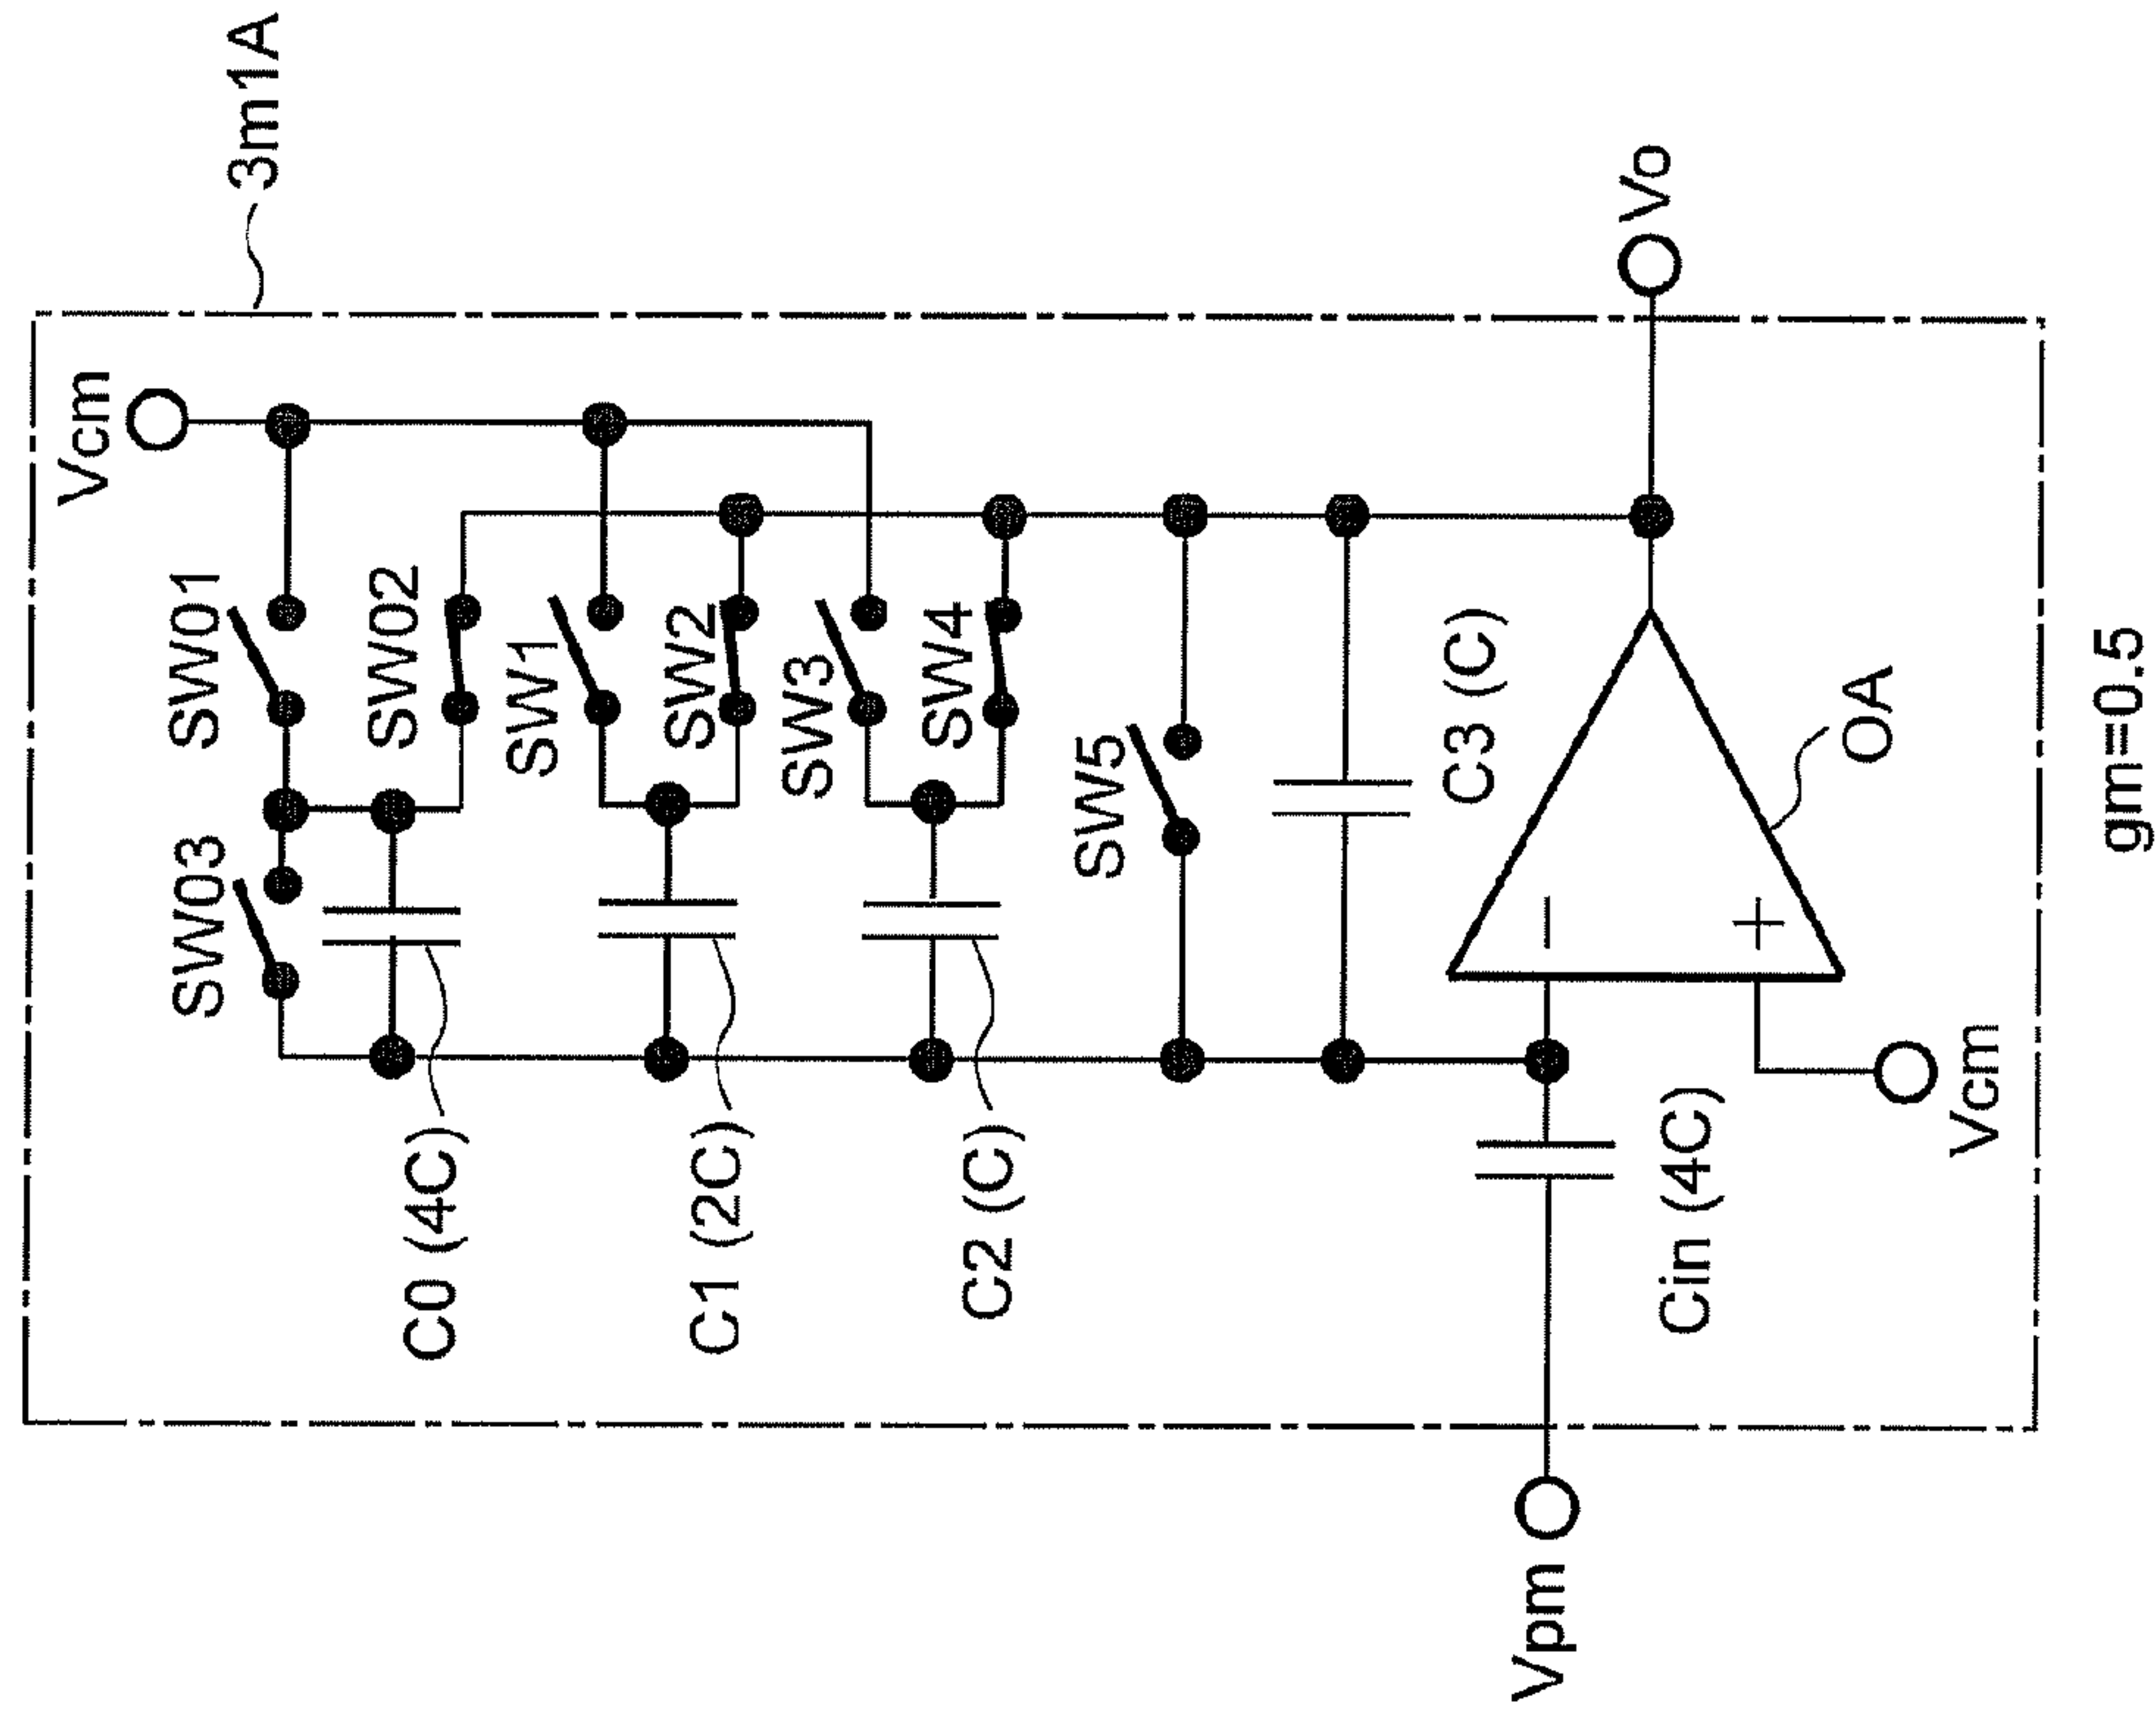 3m1A
Vcm
SW01
SW03
SW02
C0 (4C)
SW1
SW2
C1 (2C)
SW3
SW4
C2 (C)
SW5
C3 (C)
Vo
−
+
OA
Vpm
Cin (4C)
Vcm
gm=0.5